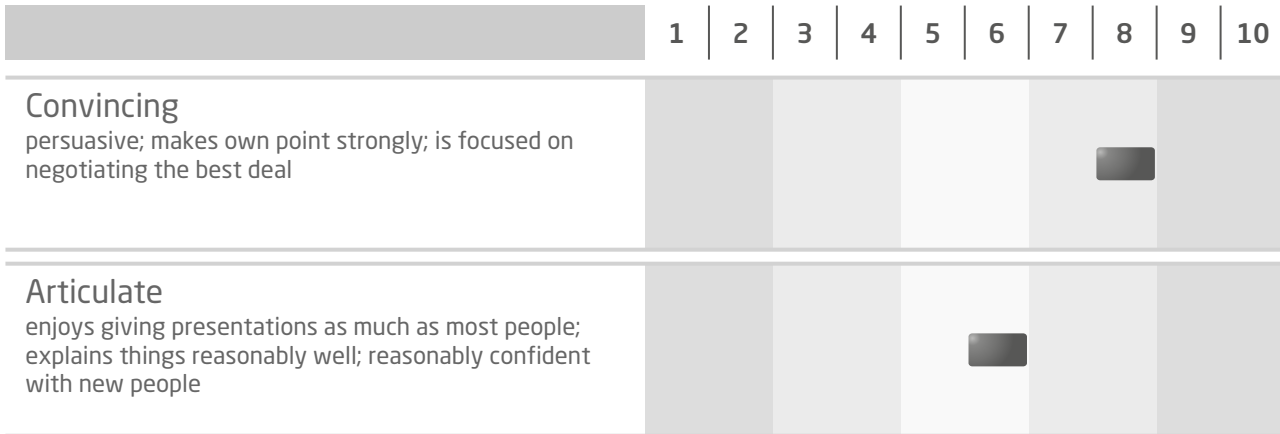 1 2 3 4 5 6 7 8 9 10
Convincing
persuasive; makes own point strongly; is focused on
negotiating the best deal
Articulate
enjoys giving presentations as much as most people;
explains things reasonably well; reasonably confident
with new people